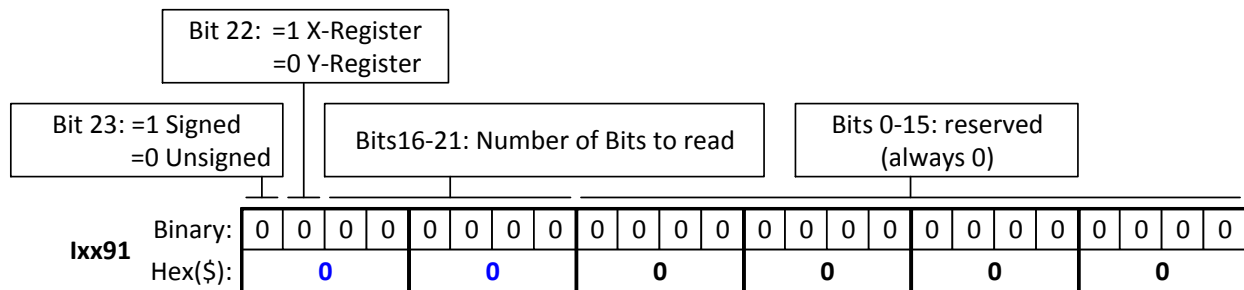 Bit 22: =1 X-Register
=0 Y-Register
Bit 23: =1 Signed
=0 Unsigned
Bits16-21: Number of Bits to read
Bits 0-15: reserved
(always 0)
Ixx91
Binary: 0 0 0 0 0 0 0 0 0 0 0 0 0 0 0 0 0 0 0 0 0 0 0 0
Hex($): 0 0 0 0 0 0